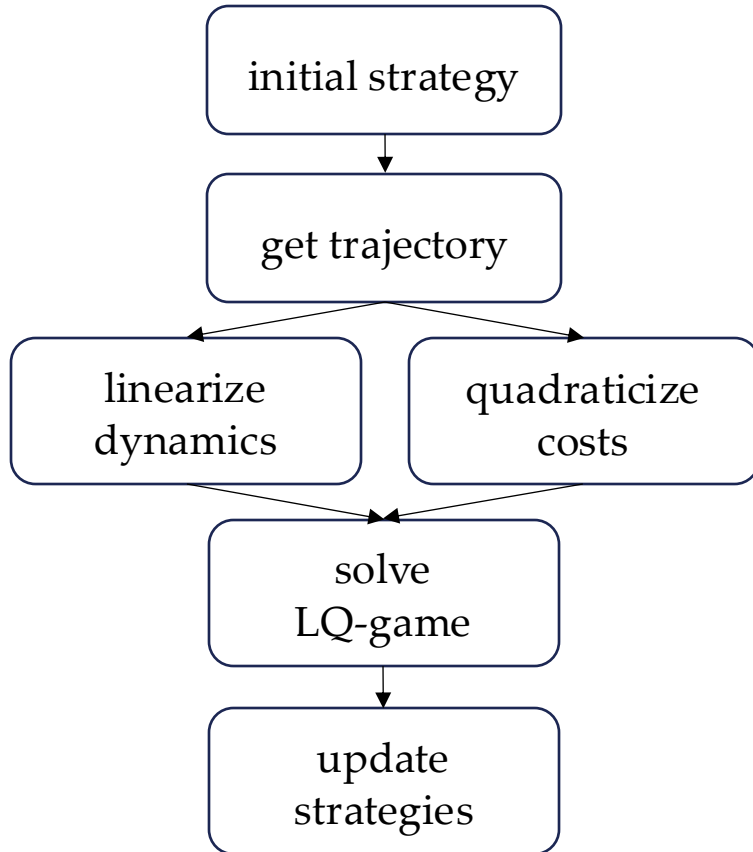 initial strategy
get trajectory
linearize
dynamics
quadraticize
costs
solve
LQ-game
update
strategies